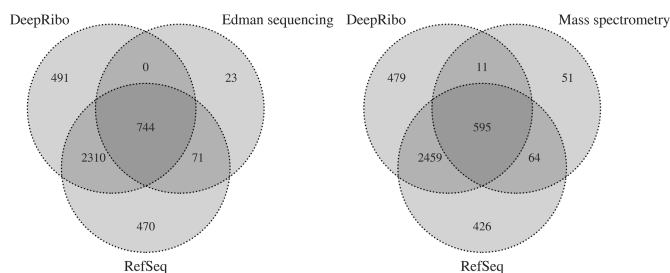 DeepRibo Edman sequencing DeepRibo Mass spectrometry
491 0 23 479 11 51
744 595
2310 71 2459 64
470 426
RefSeq RefSeq